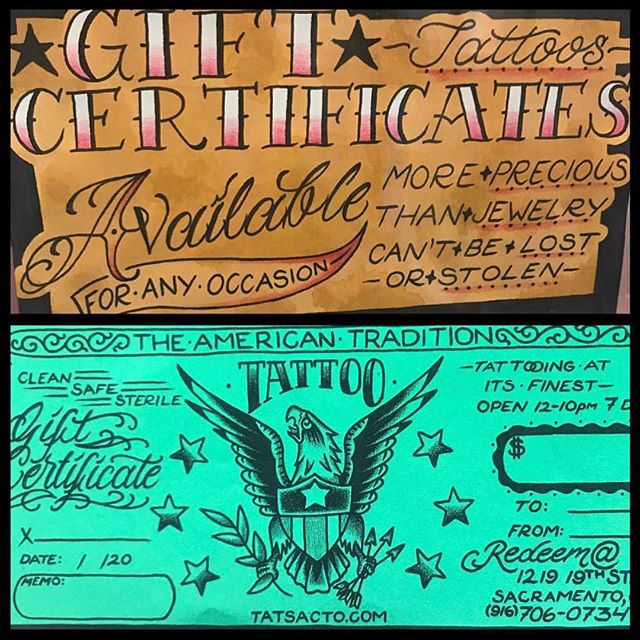 GIFT
Tattoos
CERTIFICATES
Available
FOR·ANY·OCCASION
MORE PRECIOUS
THAN JEWELRY
CAN'T BE LOST
-OR STOLEN-
THE·AMERICAN·TRADITION
CLEAN
SAFE
STERILE
Gift
Certificate
X
DATE: / /20
MEMO:
·TATTOO·
TATSACTO.COM
-TATTOOING·AT
ITS·FINEST-
OPEN 12-10pm 7
$
TO:
FROM:
Redeem@
1219 19TH ST
SACRAMENTO,
(916)706-0734